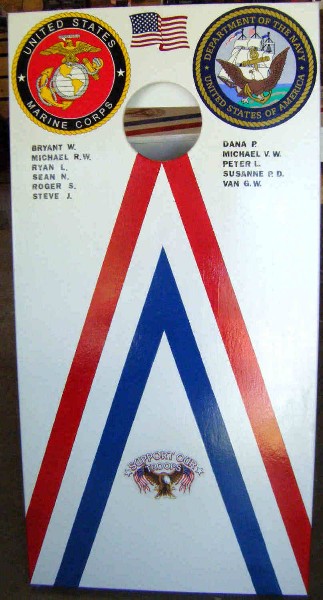 UNITED STATES
MARINE CORPS
DEPARTMENT OF THE NAVY
UNITED STATES OF AMERICA
BRYANT W.
MICHAEL R.W.
RYAN L.
SEAN N.
ROGER S.
STEVE J.
DANA P.
MICHAEL V.W.
PETER L.
SUSANNE P.D.
VAN G.W.
SUPPORT OUR
TROOPS